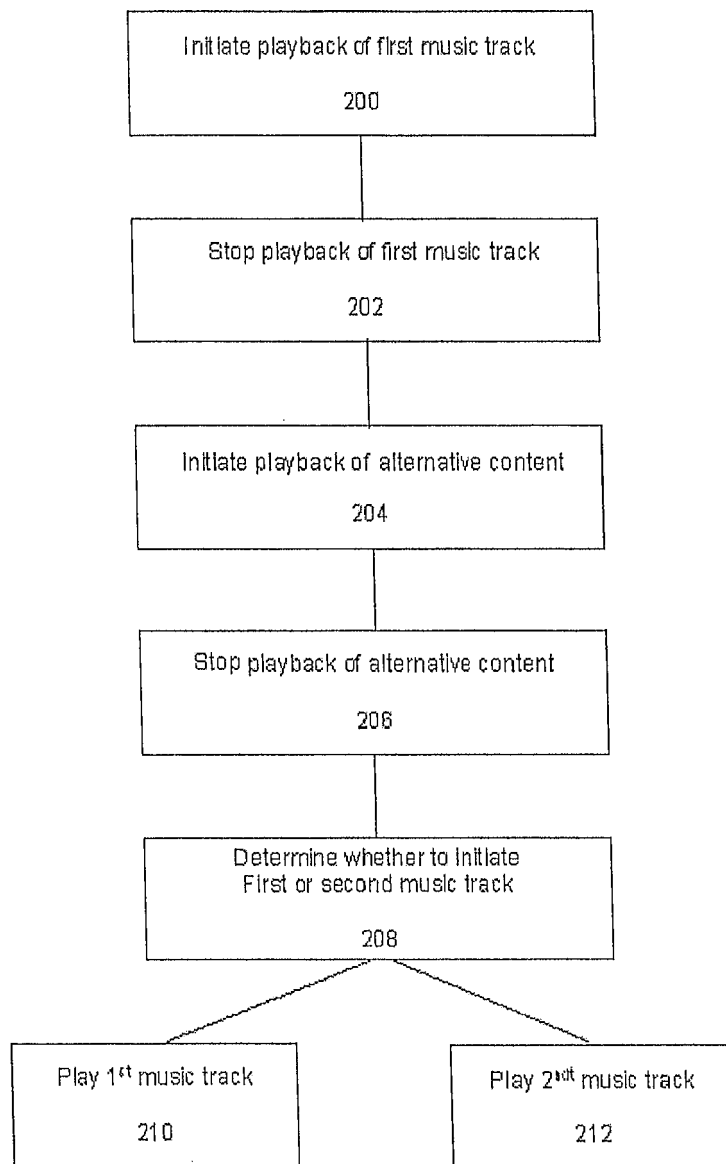 Initiate playback of first music track
200
Stop playback of first music track
202
Initiate playback of alternative content
204
Stop playback of alternative content
206
Determine whether to Initiate
First or second music track
208
Play 1st music track
210
Play 2ndt music track
212